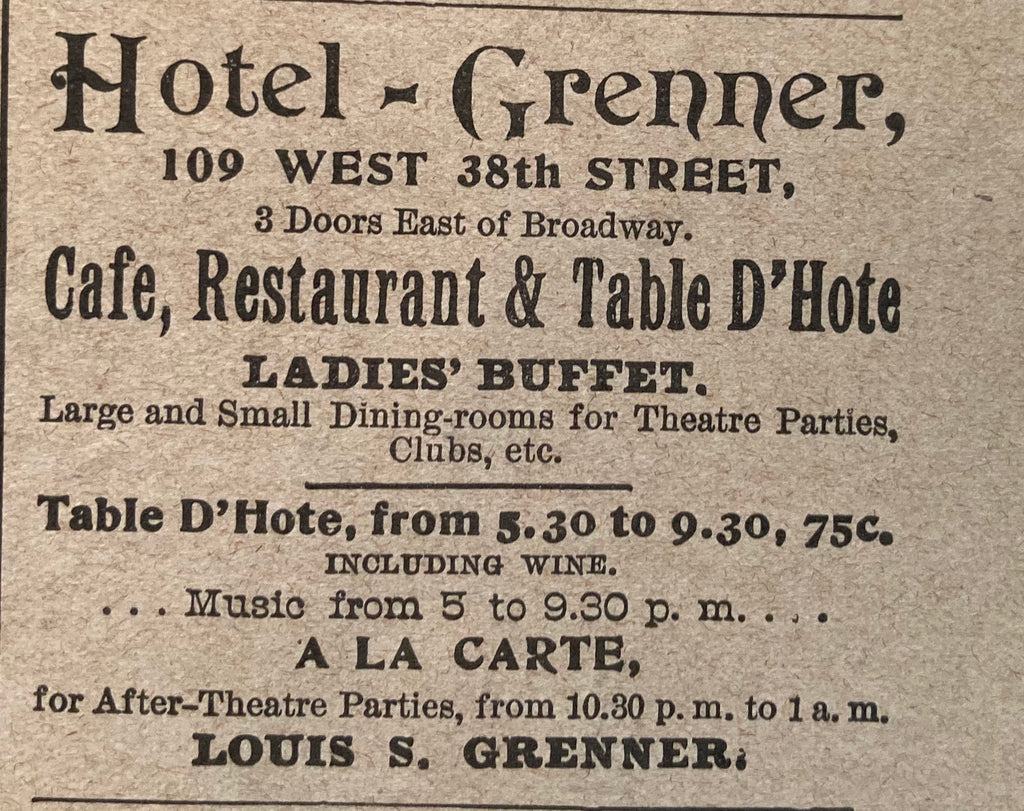 Hotel - Grenner,
109 WEST 38th STREET,
3 Doors East of Broadway.
Cafe, Restaurant & Table D'Hote
LADIES' BUFFET.
Large and Small Dining-rooms for Theatre Parties,
Clubs, etc.
Table D'Hote, from 5.30 to 9.30, 75c.
INCLUDING WINE.
. . . Music from 5 to 9.30 p. m. . . .
A LA CARTE,
for After-Theatre Parties, from 10.30 p. m. to 1 a. m.
LOUIS S. GRENNER.